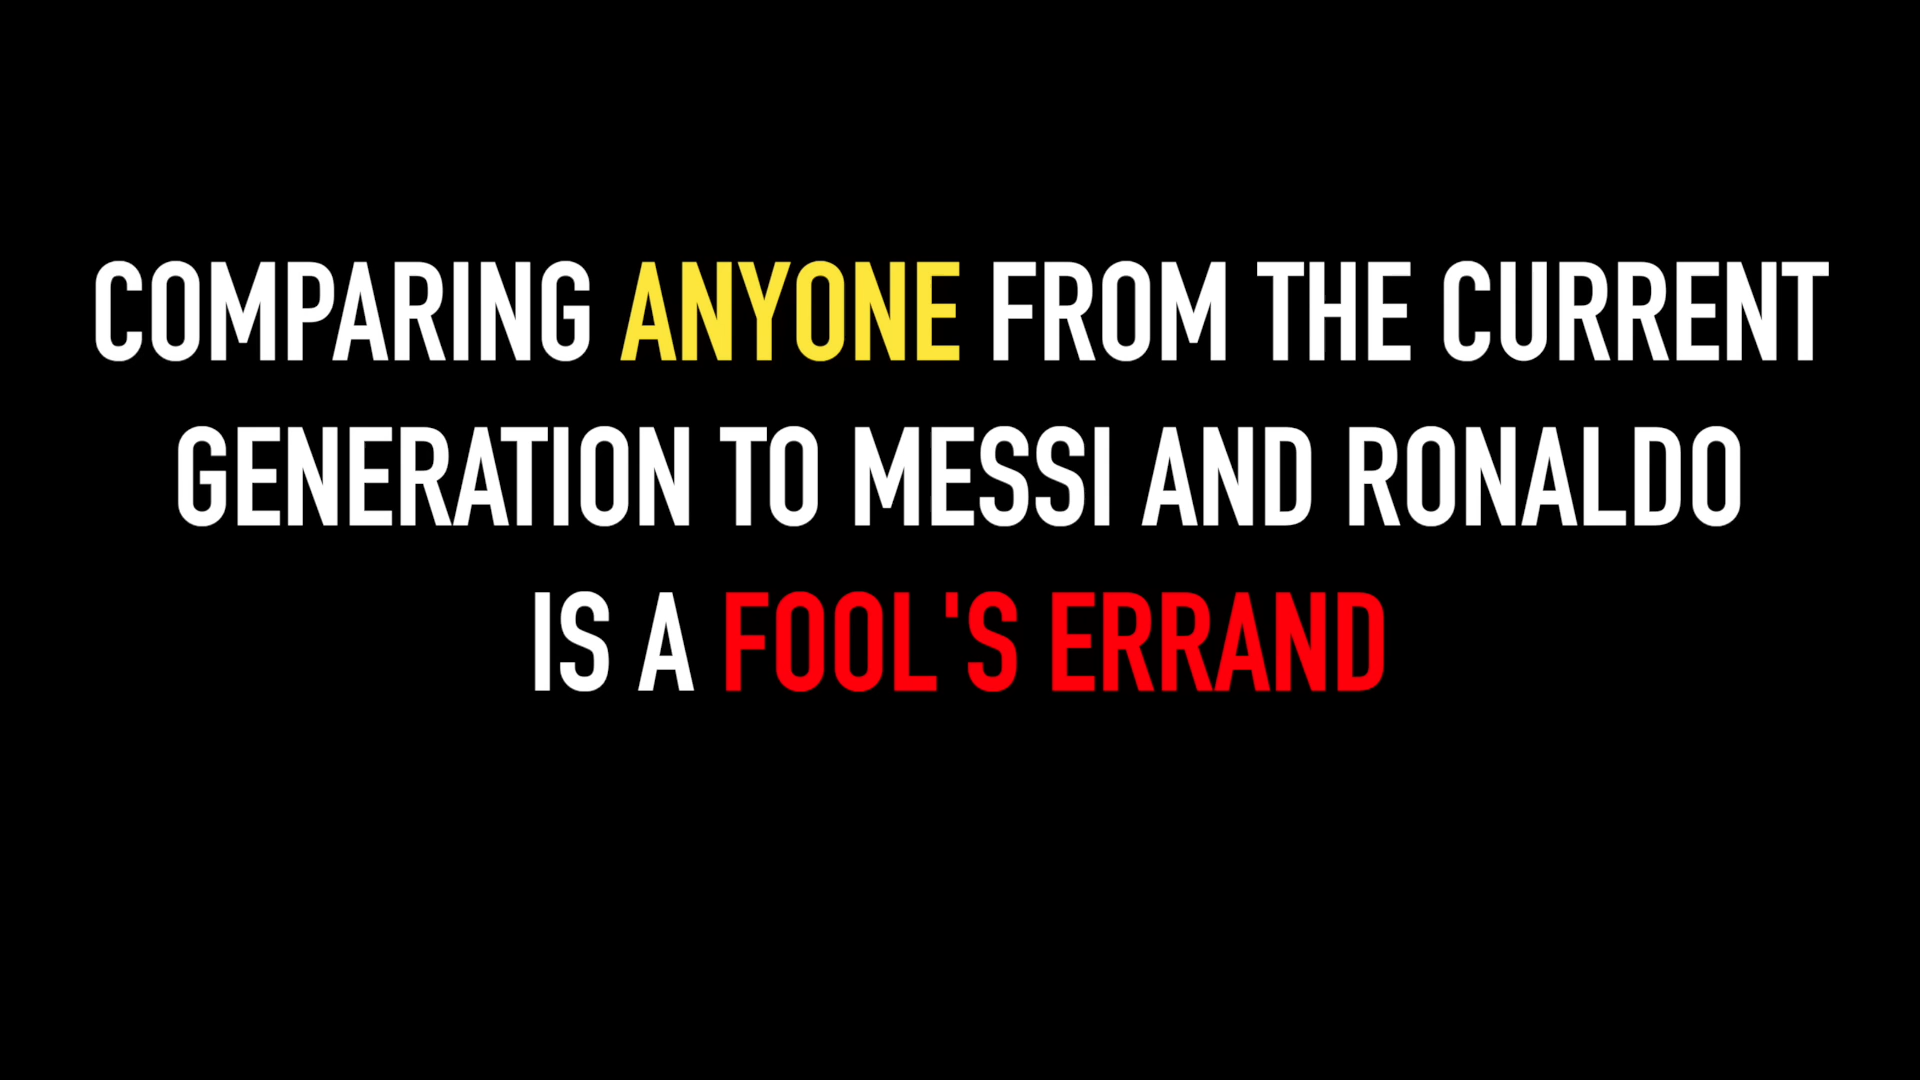 COMPARING ANYONE FROM THE CURRENT
GENERATION TO MESSI AND RONALDO
IS A FOOL'S ERRAND